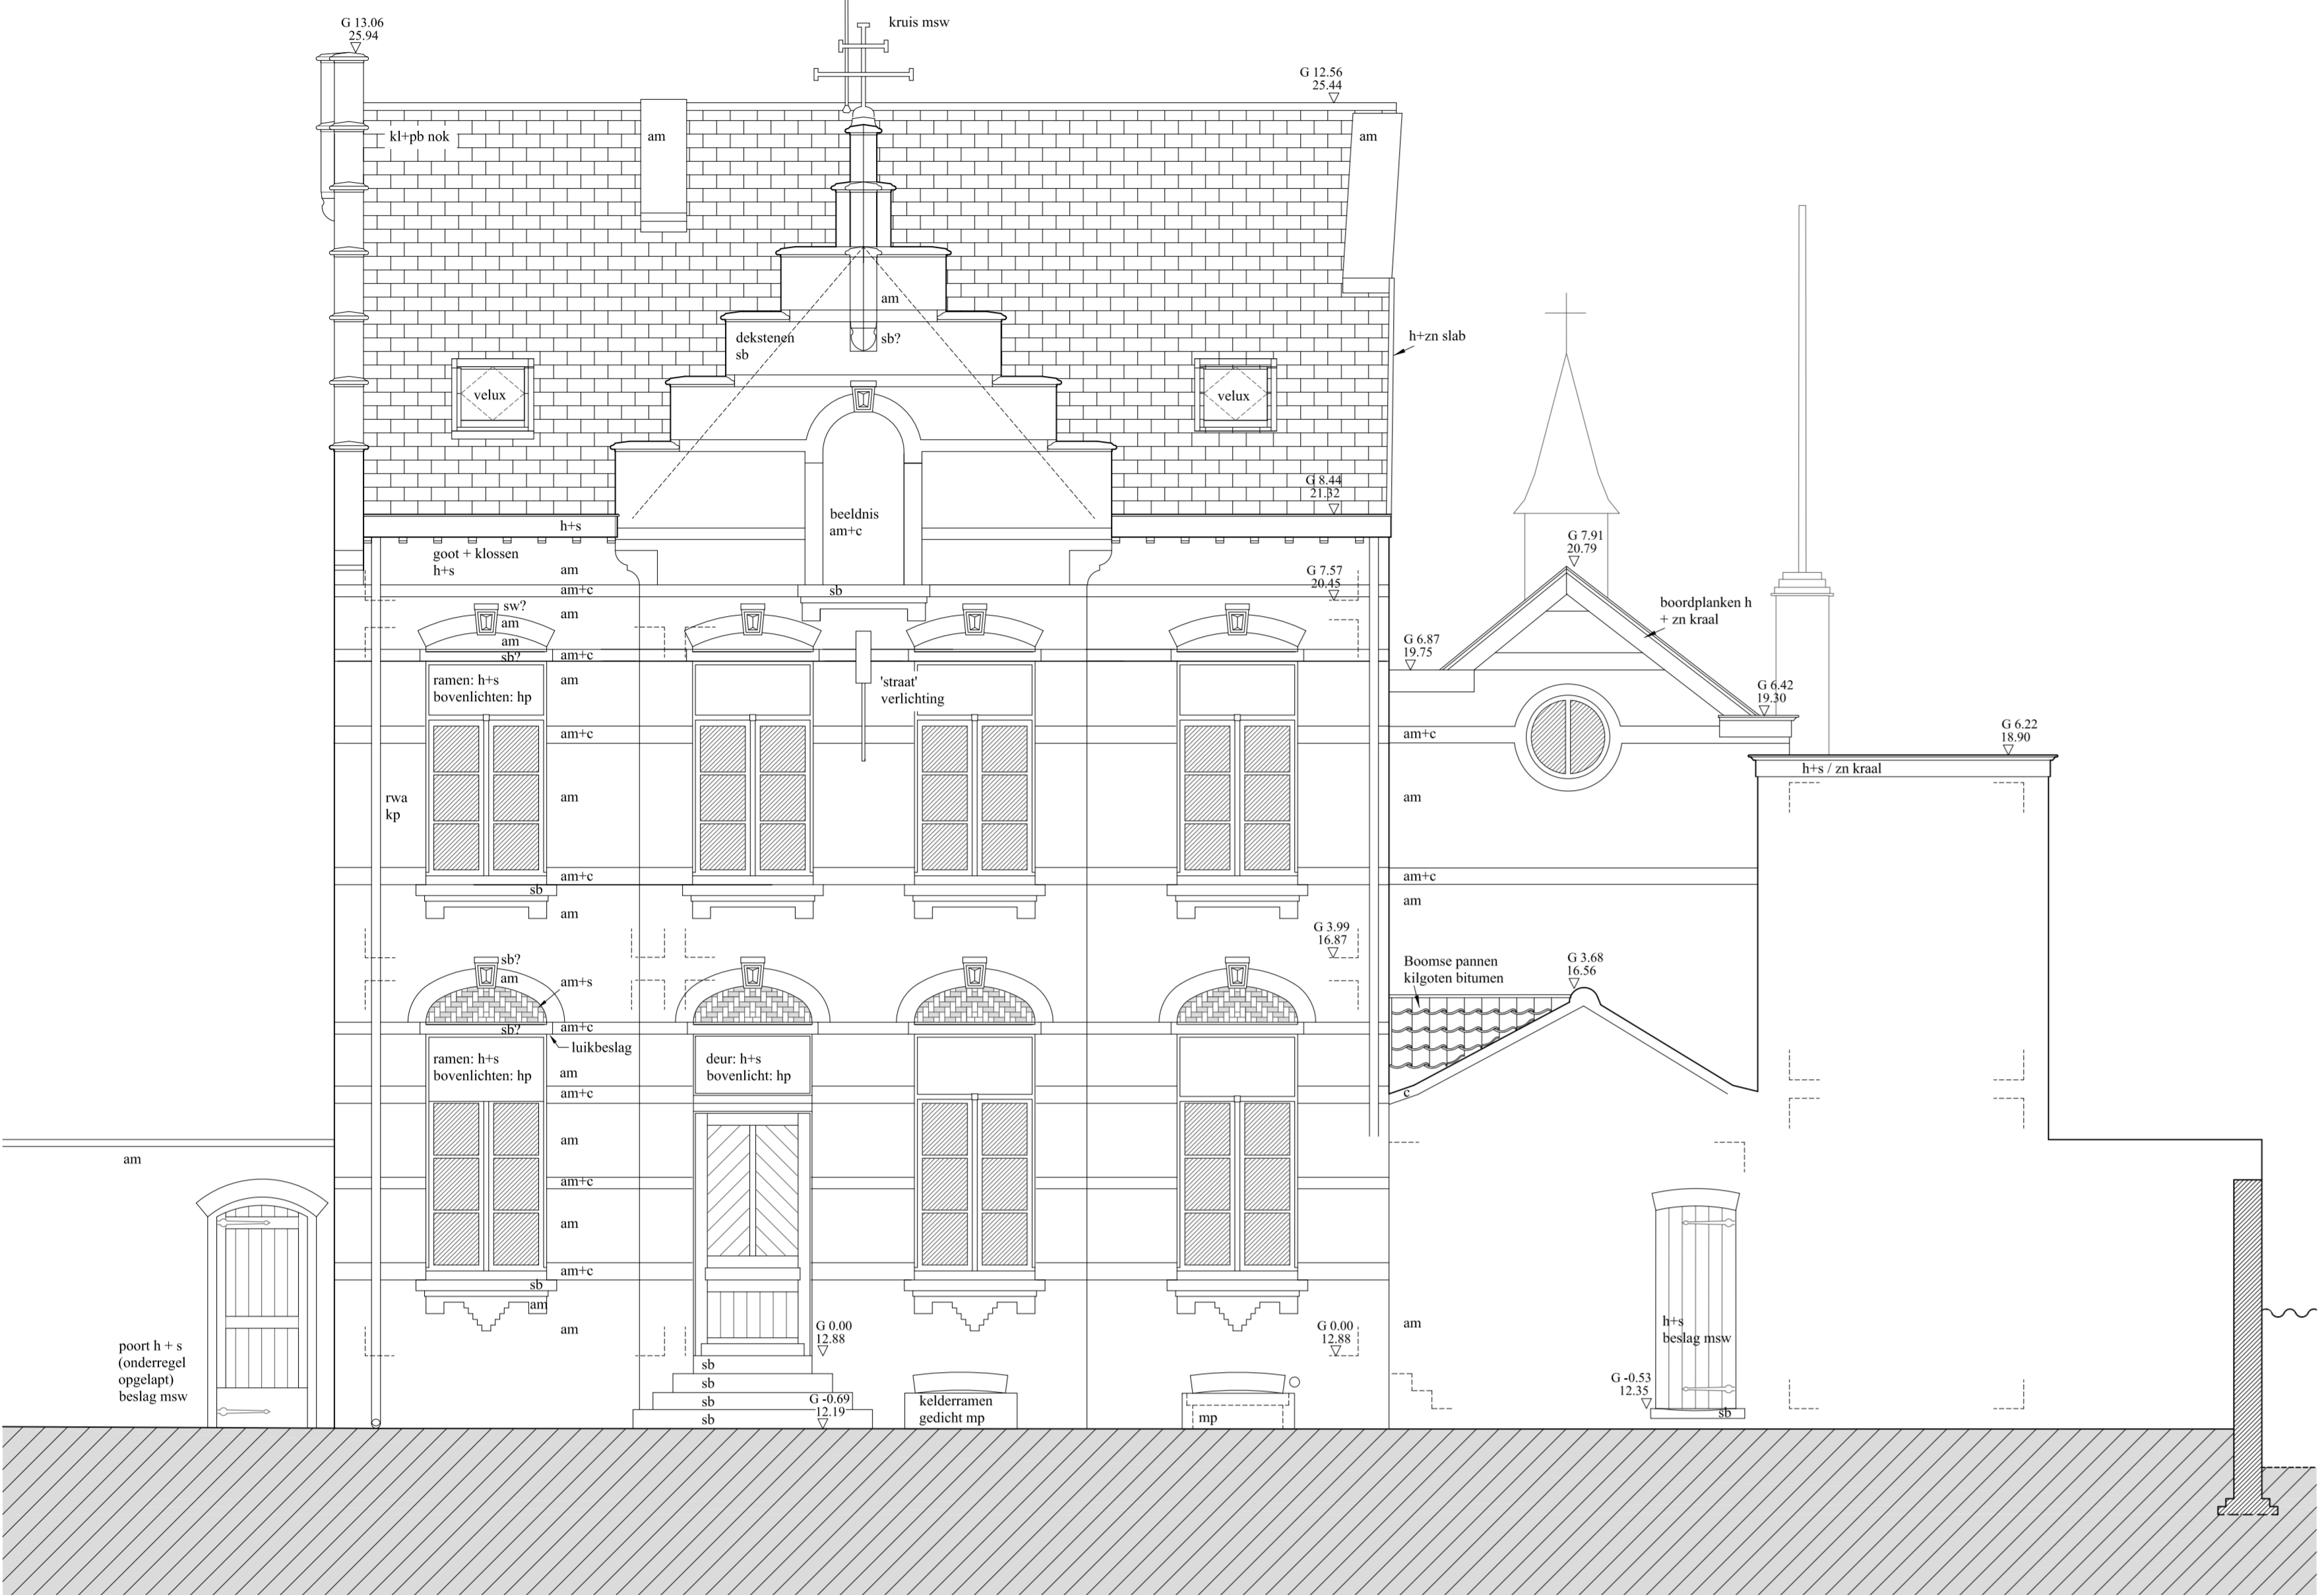 kruis msw
G 13.06
25.94
G 12.56
25.44
kl+pb nok
am
am
am
dekstenen
sb
sb?
h+zn slab
velux
velux
G 8.44
21.32
beeldnis
am+c
h+s
goot + klossen
h+s
am
am+c
sb
G 7.57
20.45
G 7.91
20.79
sw?
am
am
am
sb?
am+c
boordplanken h
+ zn kraal
G 6.87
19.75
ramen: h+s
bovenlichten: hp
am
'straat'
verlichting
G 6.42
19.30
G 6.22
18.90
am+c
am+c
h+s / zn kraal
rwa
kp
am
am
am+c
sb
am+c
am
am
G 3.99
16.87
sb?
am
am+s
Boomse pannen
kilgoten bitumen
G 3.68
16.56
sb?
am+c
luikbeslag
ramen: h+s
bovenlichten: hp
am
deur: h+s
bovenlicht: hp
am+c
c
am
am
am+c
am
am+c
sb
am
am
G 0.00
12.88
G 0.00
12.88
am
h+s
beslag msw
poort h + s
(onderregel
opgelapt)
beslag msw
sb
sb
sb
sb
G -0.69
12.19
kelderramen
gedicht mp
mp
G -0.53
12.35
sb